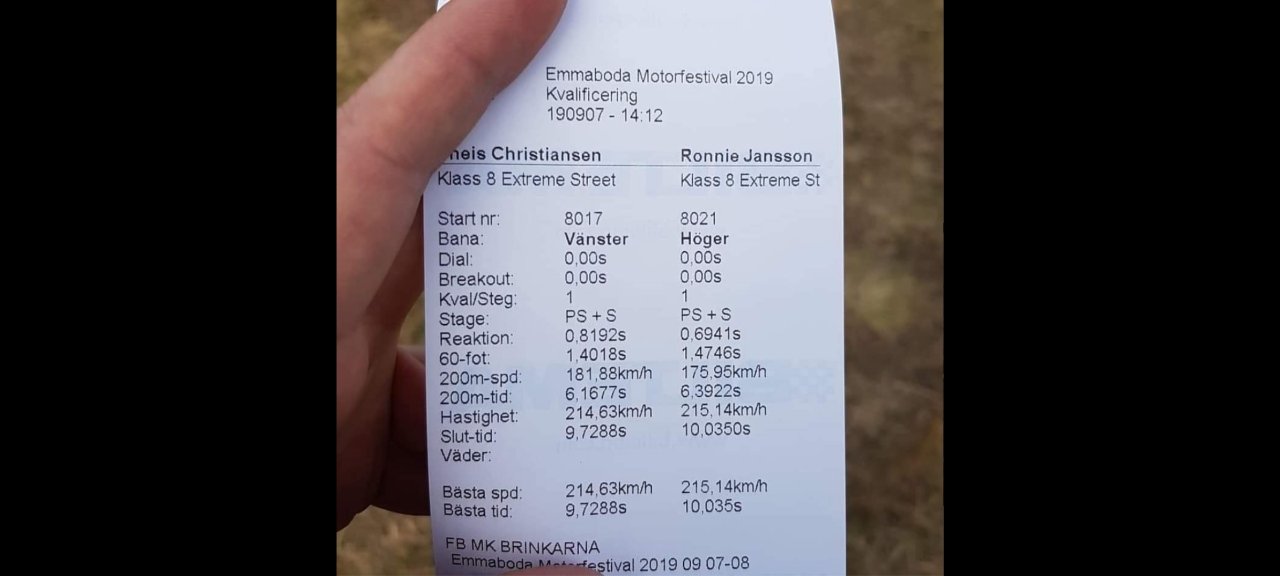 Emmaboda Motorfestival 2019
Kvalificering
190907 - 14:12
Christiansen Ronnie Jansson
Klass 8 Extreme Street Klass 8 Extreme St
Start nr: 8017 8021
Bana: Vänster Höger
Dial: 0,00s 0,00s
Breakout: 0,00s 0,00s
Kval/Steg: 1 1
Stage: PS + S PS + S
Reaktion: 0,8192s 0,6941s
60-fot: 1,4018s 1,4746s
200m-spd: 181,88km/h 175,95km/h
200m-tid: 6,1677s 6,3922s
Hastighet: 214,63km/h 215,14km/h
Slut-tid: 9,7288s 10,0350s
Väder:
Bästa spd: 214,63km/h 215,14km/h
Bästa tid: 9,7288s 10,035s
FB MK BRINKARNA
Emmaboda Motorfestival 2019 09 07-08